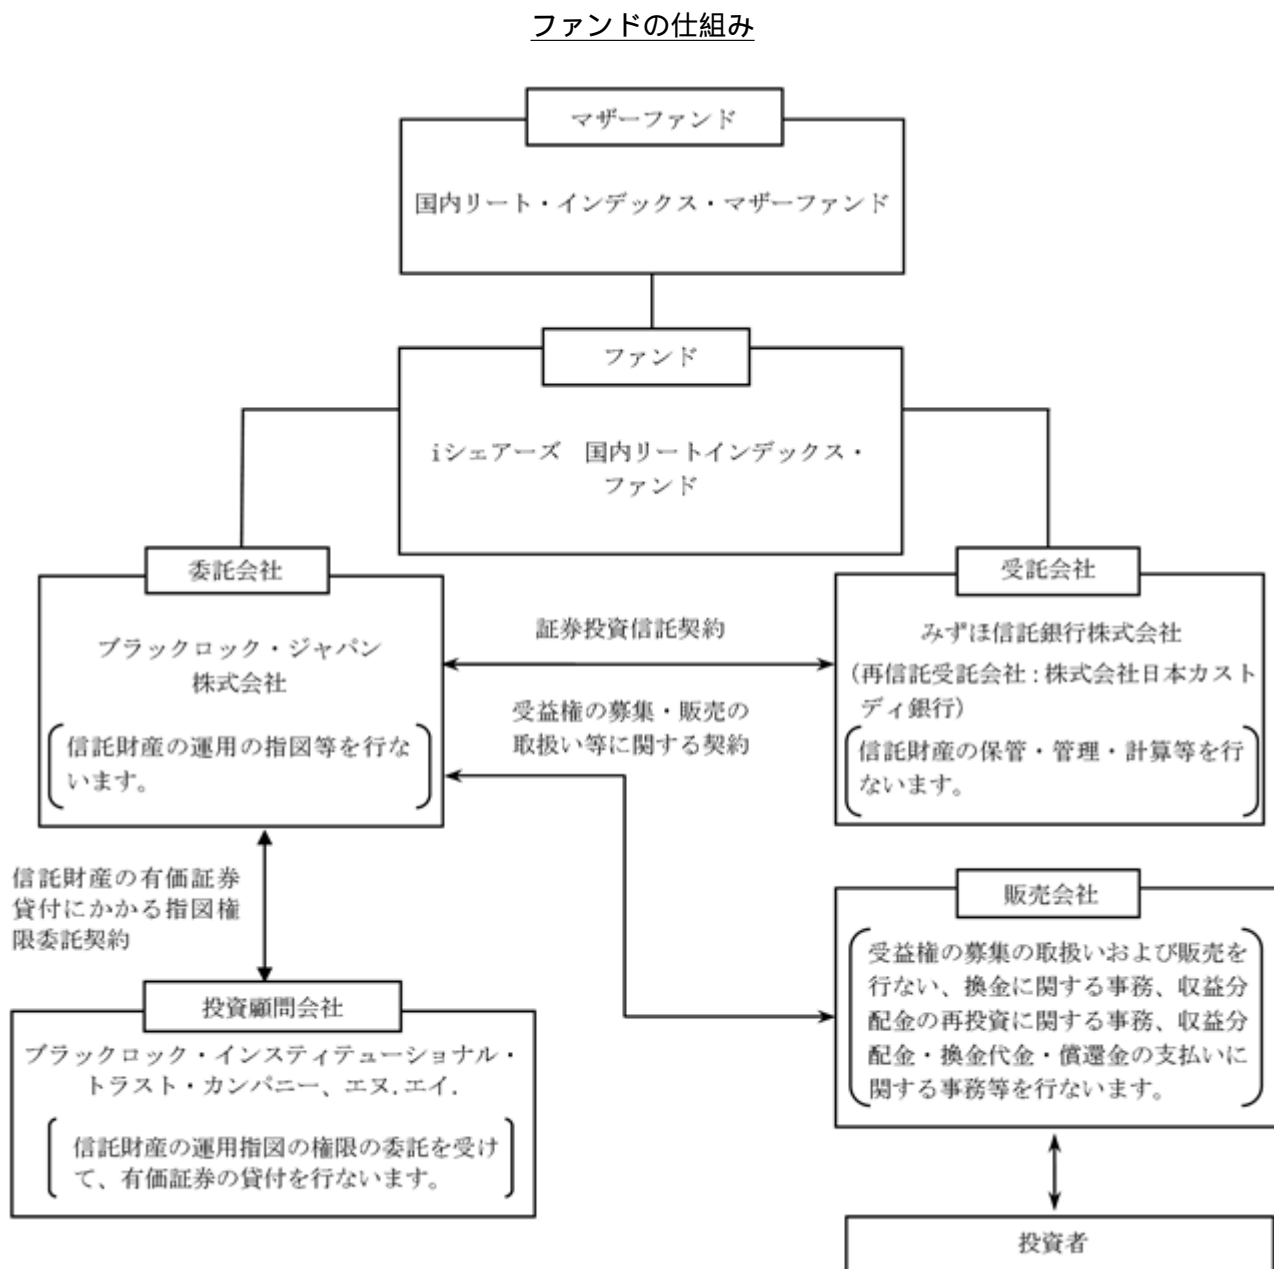 ファンドの仕組み
マザーファンド
国内リート・インデックス・マザーファンド
ファンド
iシェアーズ　国内リートインデックス・
ファンド
委託会社
ブラックロック・ジャパン
株式会社
信託財産の運用の指図等を行な
います。
証券投資信託契約
受益権の募集・販売の
取扱い等に関する契約
受託会社
みずほ信託銀行株式会社
(再信託受託会社：株式会社日本カスト
ディ銀行)
信託財産の保管・管理・計算等を行
ないます。
信託財産の有価証券
貸付にかかる指図権
限委託契約
投資顧問会社
ブラックロック・インスティテューショナル・
トラスト・カンパニー、エヌ.エイ.
信託財産の運用指図の権限の委託を受け
て、有価証券の貸付を行ないます。
販売会社
受益権の募集の取扱いおよび販売を
行ない、換金に関する事務、収益分
配金の再投資に関する事務、収益分
配金・換金代金・償還金の支払いに
関する事務等を行ないます。
投資者